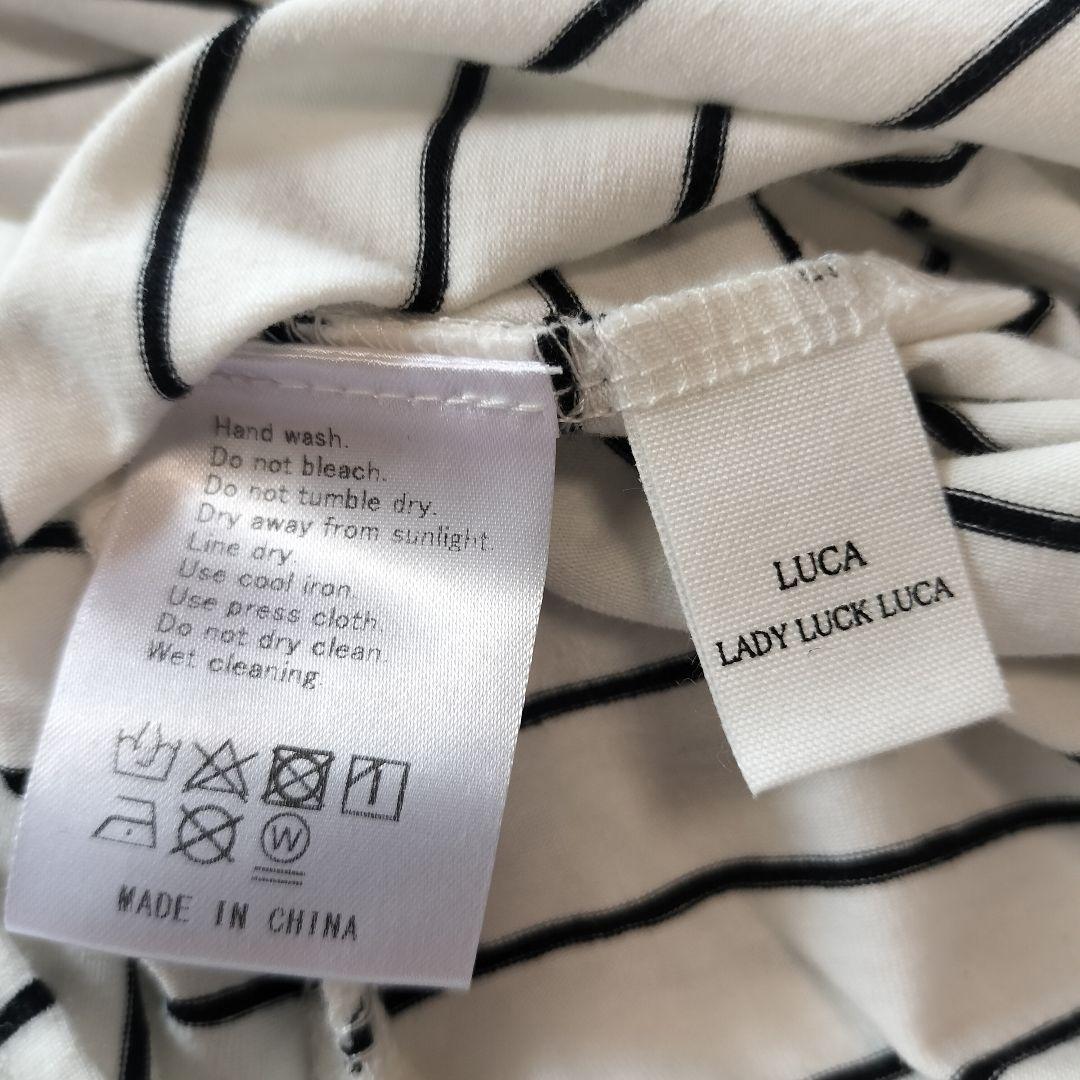 Hand wash.
Do not bleach.
Do not tumble dry.
Dry away from sunlight.
Line dry.
Use cool iron.
Use press cloth.
Do not dry clean.
Wet cleaning.
W
MADE IN CHINA
LUCA
LADY LUCK LUCA